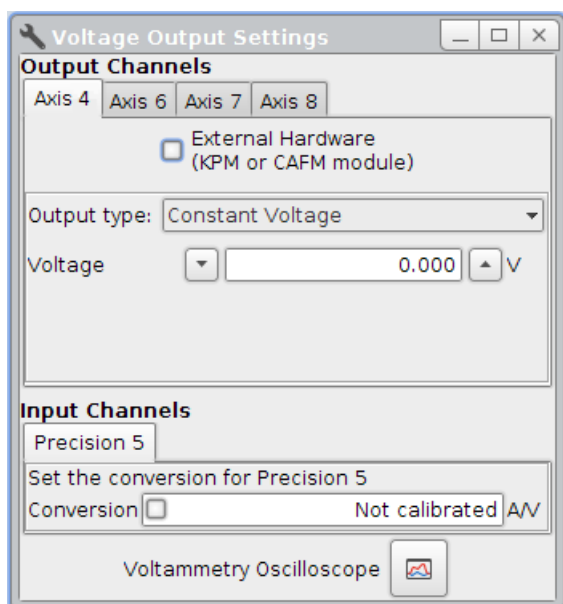 Voltage Output Settings
Output Channels
Axis 4 Axis 6 Axis 7 Axis 8
External Hardware
(KPM or CAFM module)
Output type: Constant Voltage
Voltage 0.000 V
Input Channels
Precision 5
Set the conversion for Precision 5
Conversion Not calibrated A/V
Voltammetry Oscilloscope